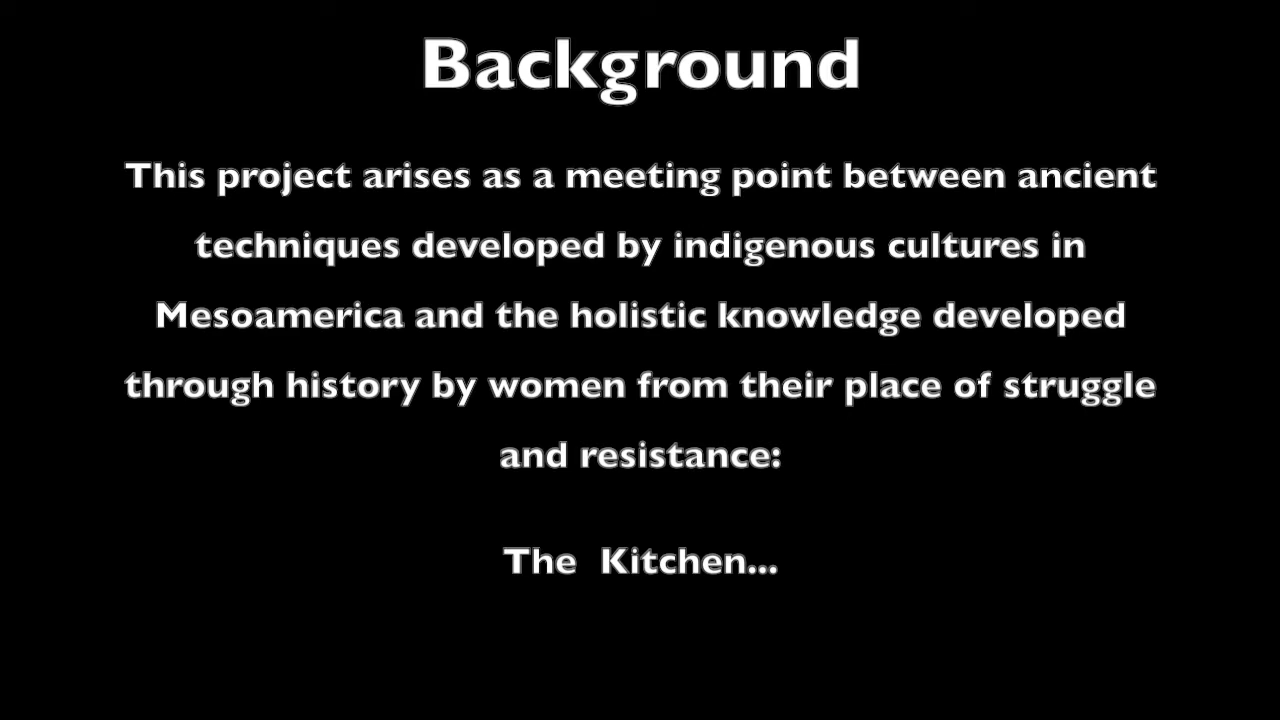 Background
This project arises as a meeting point between ancient
techniques developed by indigenous cultures in
Mesoamerica and the holistic knowledge developed
through history by women from their place of struggle
and resistance:
The  Kitchen...